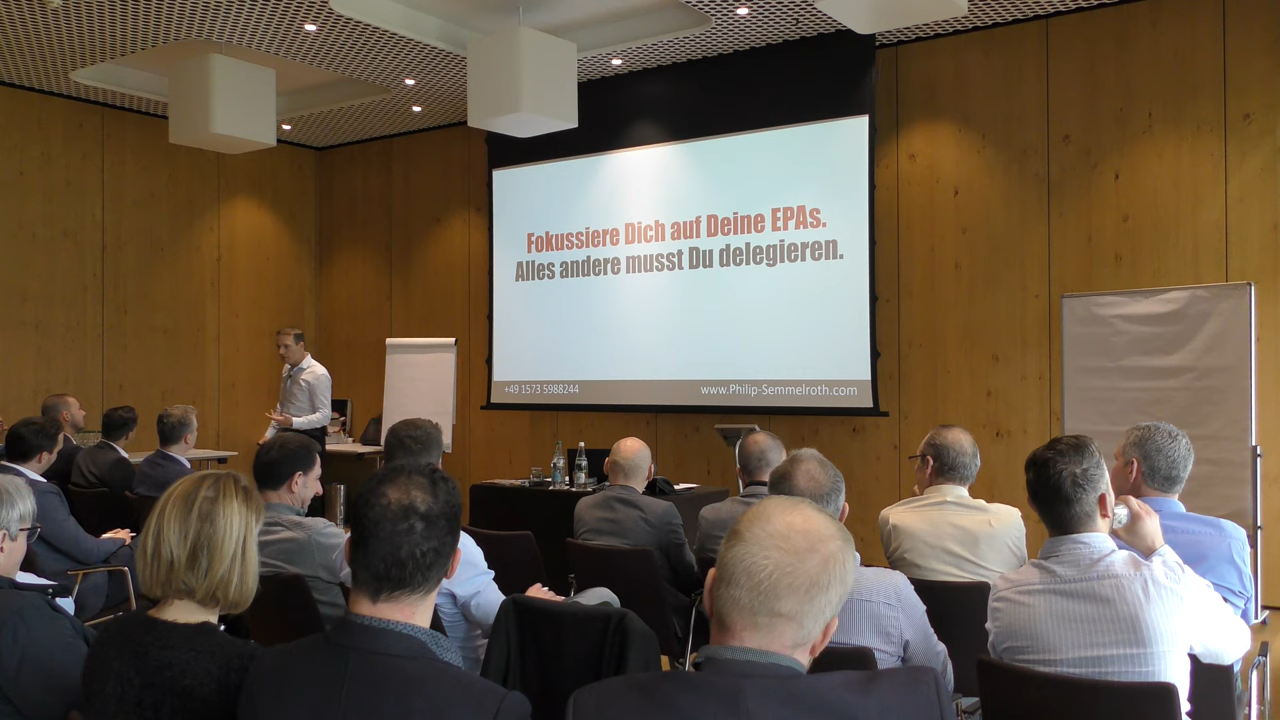 Fokussiere Dich auf Deine EPAs.
Alles andere musst Du delegieren.
+49 1573 5988244
www.Philip-Semmelroth.com